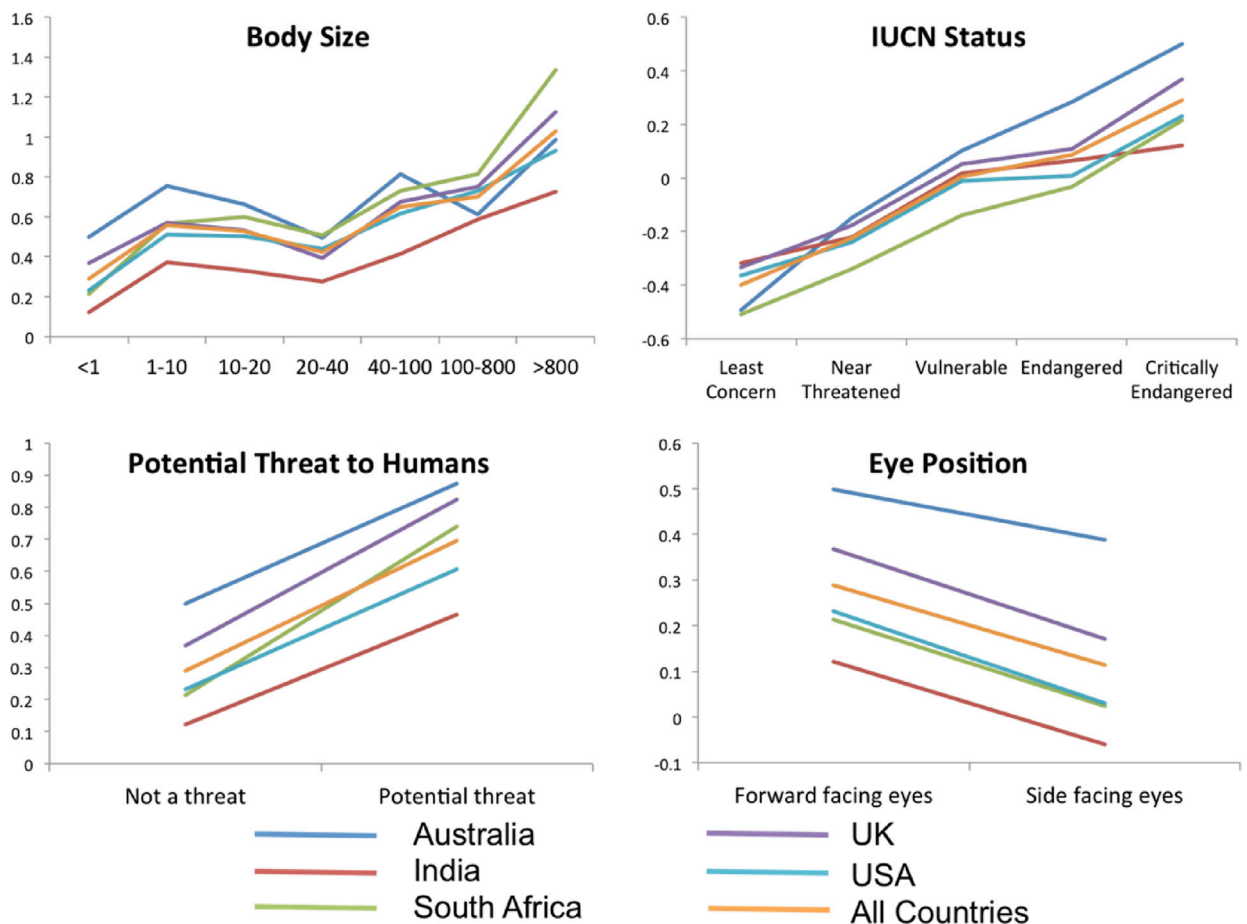 Body Size
1.6
1.4
1.2
1
0.8
0.6
0.4
0.2
0
<1 1-10 10-20 20-40 40-100 100-800 >800
IUCN Status
0.6
0.4
0.2
0
-0.2
-0.4
-0.6
Least Concern
Near Threatened
Vulnerable
Endangered
Critically Endangered
Potential Threat to Humans
1
0.9
0.8
0.7
0.6
0.5
0.4
0.3
0.2
0.1
0
Not a threat Potential threat
Eye Position
0.6
0.5
0.4
0.3
0.2
0.1
0
-0.1
Forward facing eyes Side facing eyes
Australia
India
South Africa
UK
USA
All Countries